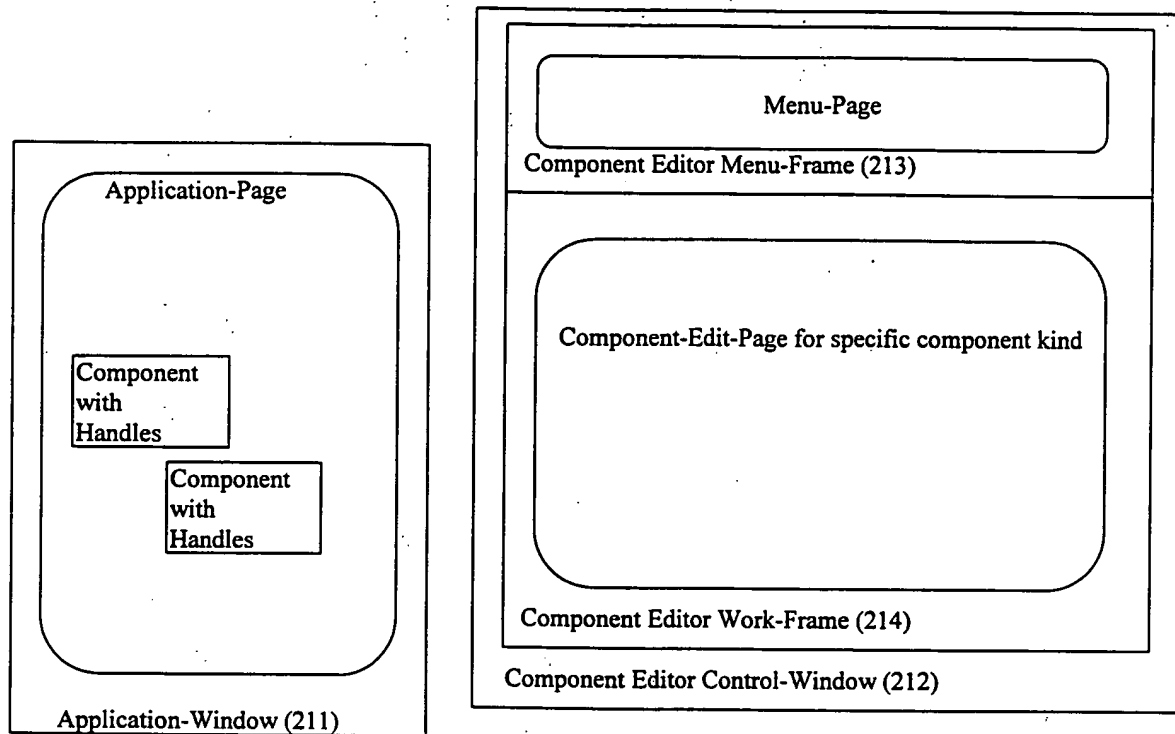 Application-Page
Component
with
Handles
Component
with
Handles
Application-Window (211)
Menu-Page
Component Editor Menu-Frame (213)
Component-Edit-Page for specific component kind
Component Editor Work-Frame (214)
Component Editor Control-Window (212)